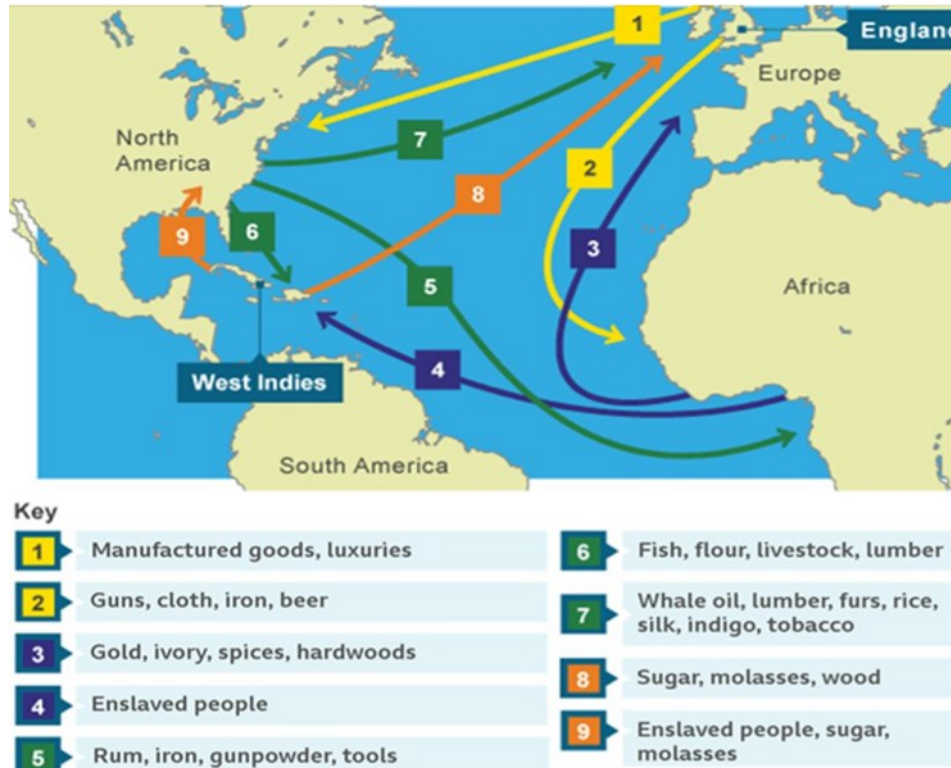 1
England
Europe
North
America
7
2
8
9
6
3
5
Africa
4
West Indies
South America
Key
1 Manufactured goods, luxuries
2 Guns, cloth, iron, beer
3 Gold, ivory, spices, hardwoods
4 Enslaved people
5 Rum, iron, gunpowder, tools
6 Fish, flour, livestock, lumber
7 Whale oil, lumber, furs, rice,
silk, indigo, tobacco
8 Sugar, molasses, wood
9 Enslaved people, sugar,
molasses